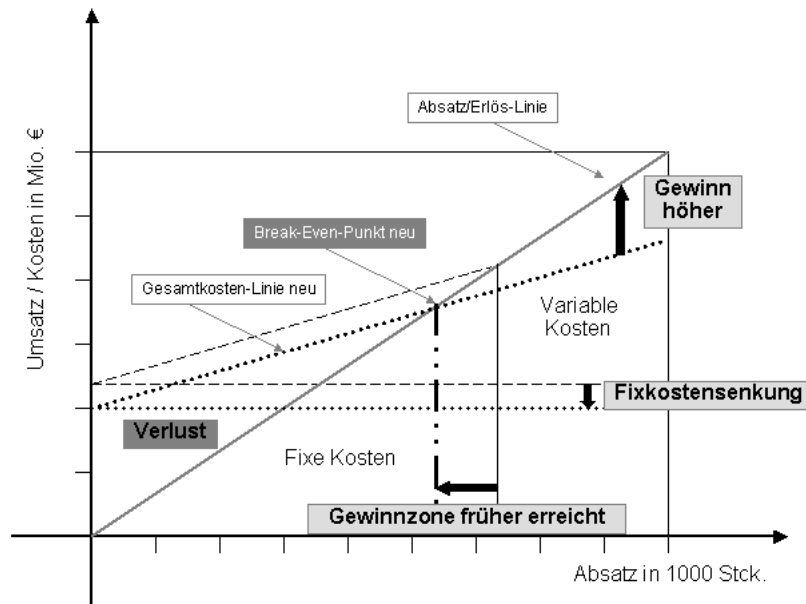 Umsatz / Kosten in Mio. €
Absatz/Erlös-Linie
Gewinn
höher
Break-Even-Punkt neu
Gesamtkosten-Linie neu
Variable
Kosten
Fixkostensenkung
Verlust
Fixe Kosten
Gewinnzone früher erreicht
Absatz in 1000 Stck.